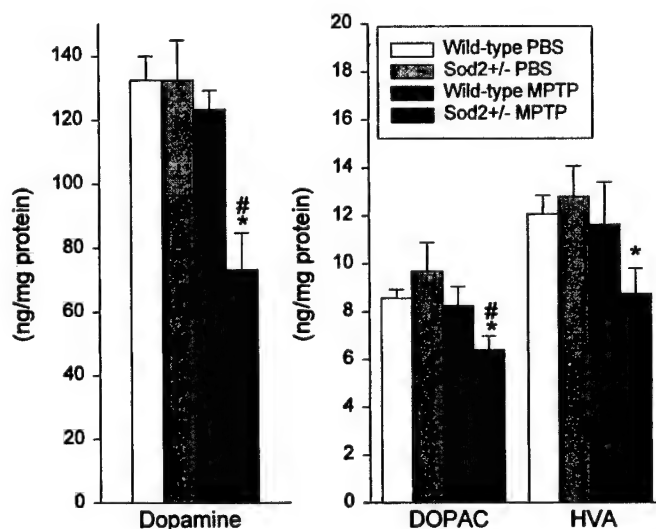 140
120
100
80
60
40
20
0
(ng/mg protein)
#
*
Dopamine
20
18
16
14
12
10
8
6
4
2
0
(ng/mg protein)
Wild-type PBS
Sod2+/- PBS
Wild-type MPTP
Sod2+/- MPTP
#
*
*
DOPAC
HVA